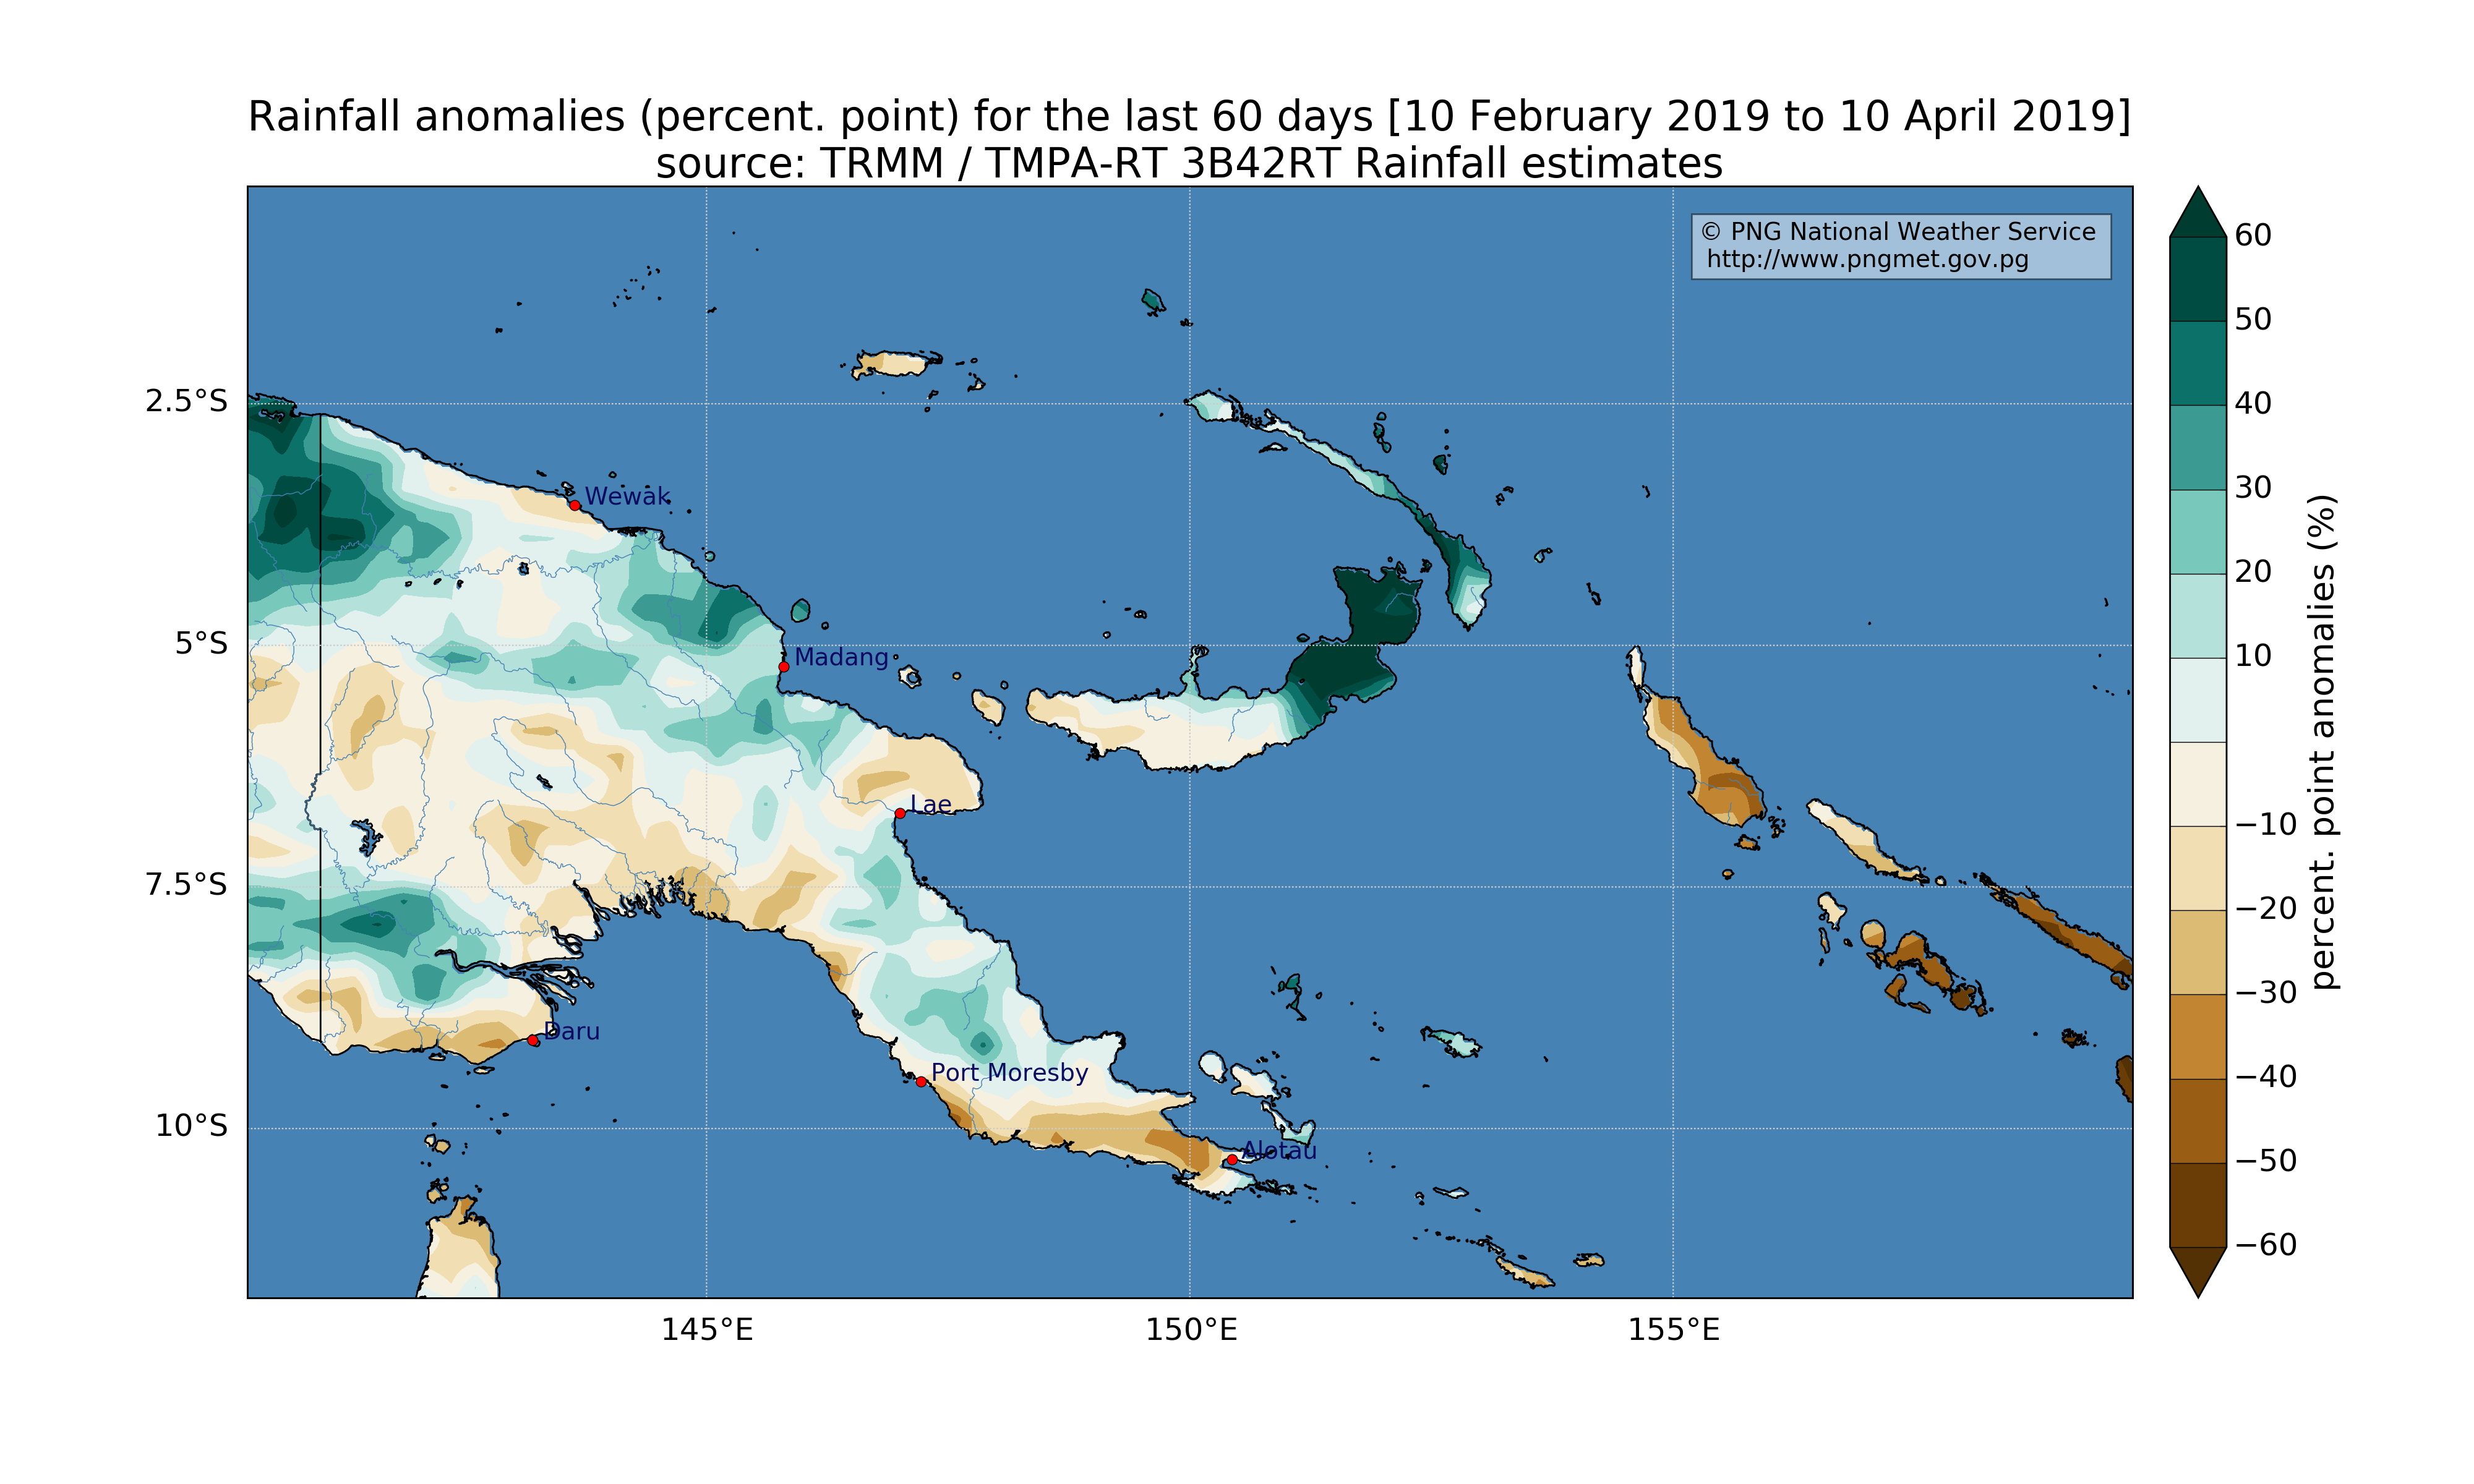 Rainfall anomalies (percent. point) for the last 60 days [10 February 2019 to 10 April 2019]
source: TRMM / TMPA-RT 3B42RT Rainfall estimates
© PNG National Weather Service
http://www.pngmet.gov.pg
60
50
40
30
20
10
−10
−20
−30
−40
−50
−60
percent. point anomalies (%)
2.5°S
5°S
7.5°S
10°S
Wewak
Madang
Lae
Daru
Port Moresby
Alotau
145°E
150°E
155°E